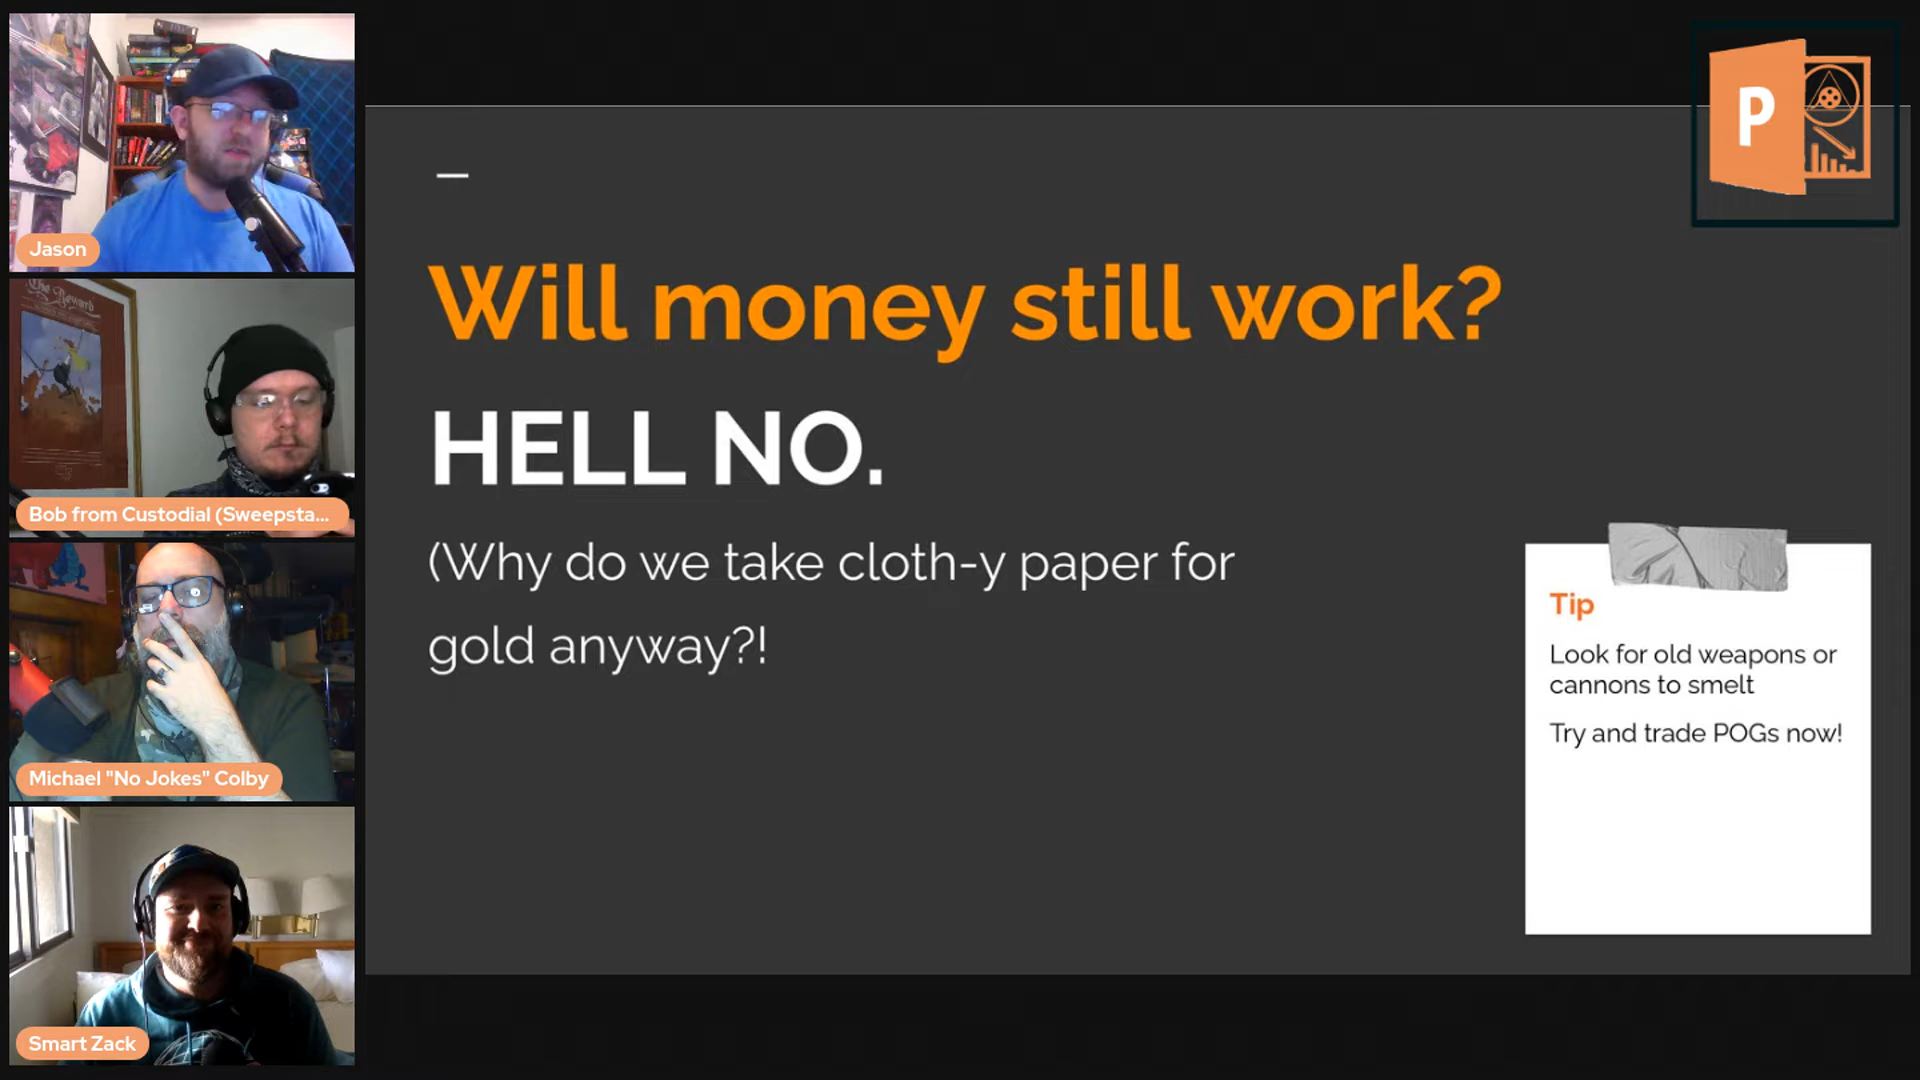 Jason
The Reward
Bob from Custodial (Sweepsta...
Michael "No Jokes" Colby
Smart Zack
P
Will money still work?
HELL NO.
(Why do we take cloth-y paper for
gold anyway?!
Tip
Look for old weapons or
cannons to smelt
Try and trade POGs now!